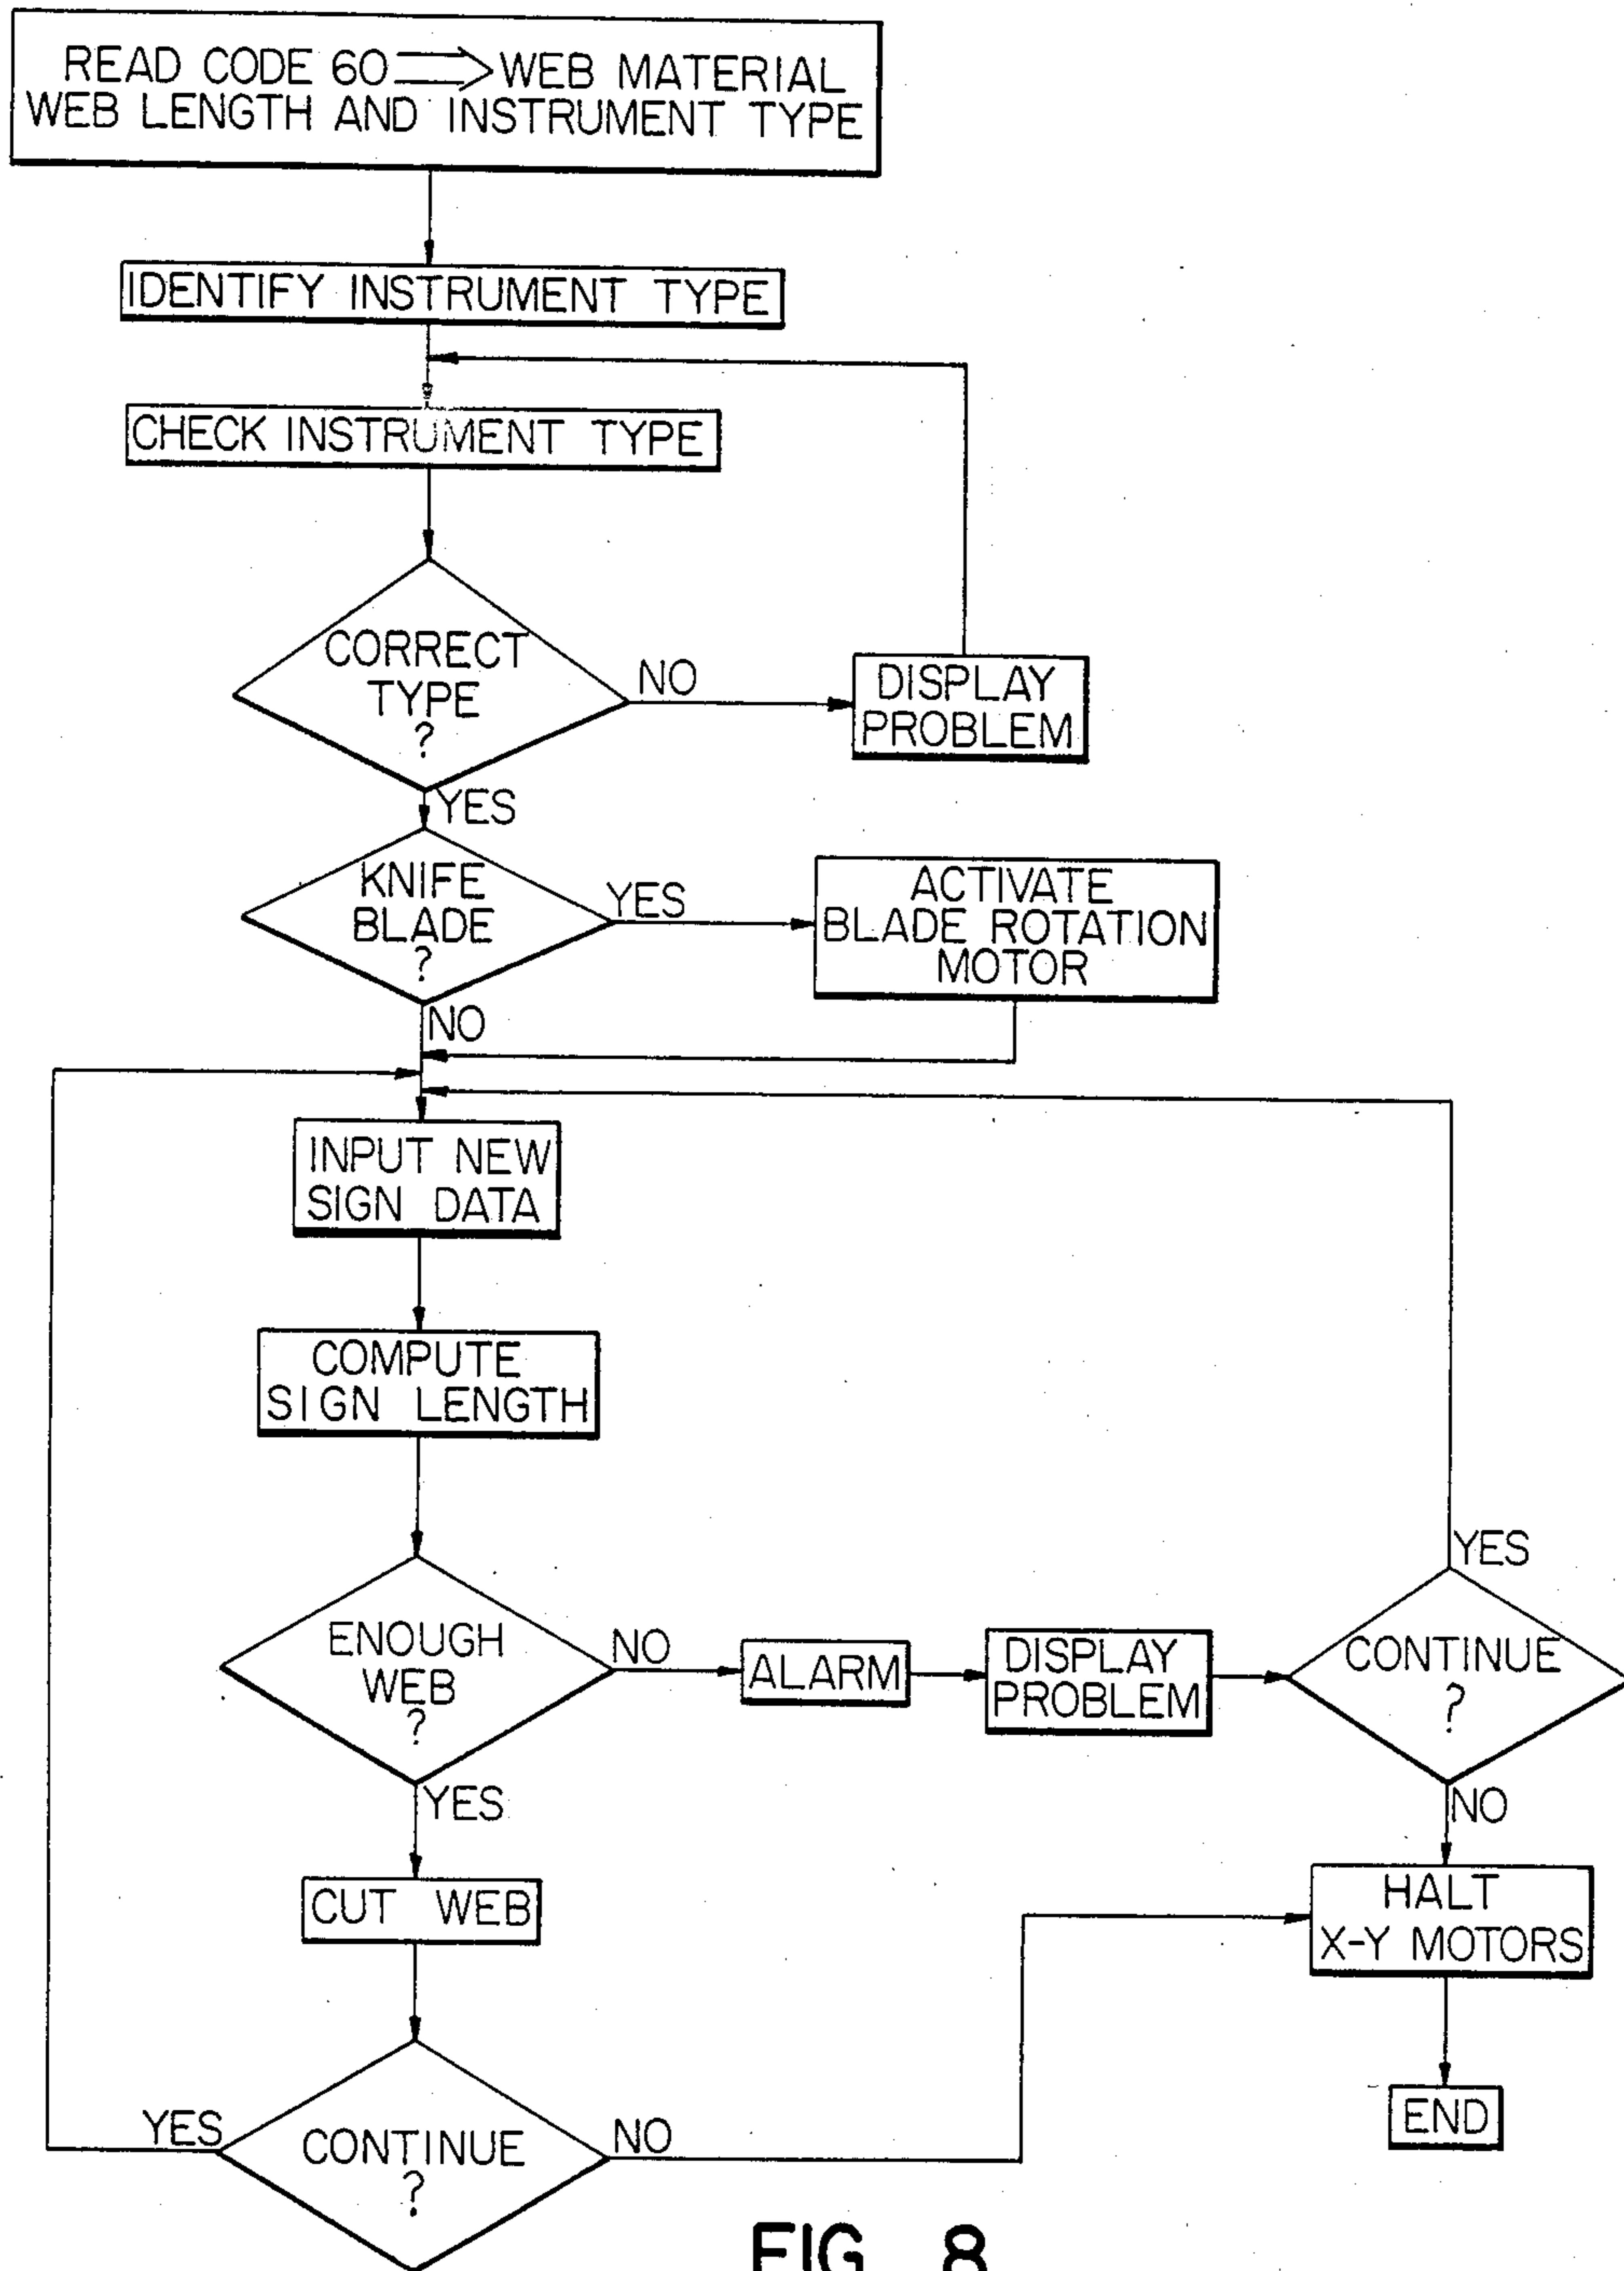 READ CODE 60 ⟹ WEB MATERIAL
WEB LENGTH AND INSTRUMENT TYPE
IDENTIFY INSTRUMENT TYPE
CHECK INSTRUMENT TYPE
CORRECT
TYPE
?
NO
DISPLAY
PROBLEM
YES
KNIFE
BLADE
?
YES
ACTIVATE
BLADE ROTATION
MOTOR
NO
INPUT NEW
SIGN DATA
COMPUTE
SIGN LENGTH
ENOUGH
WEB
?
NO
ALARM
DISPLAY
PROBLEM
CONTINUE
?
YES
NO
HALT
X-Y MOTORS
END
YES
CUT WEB
CONTINUE
?
YES
NO
FIG. 8